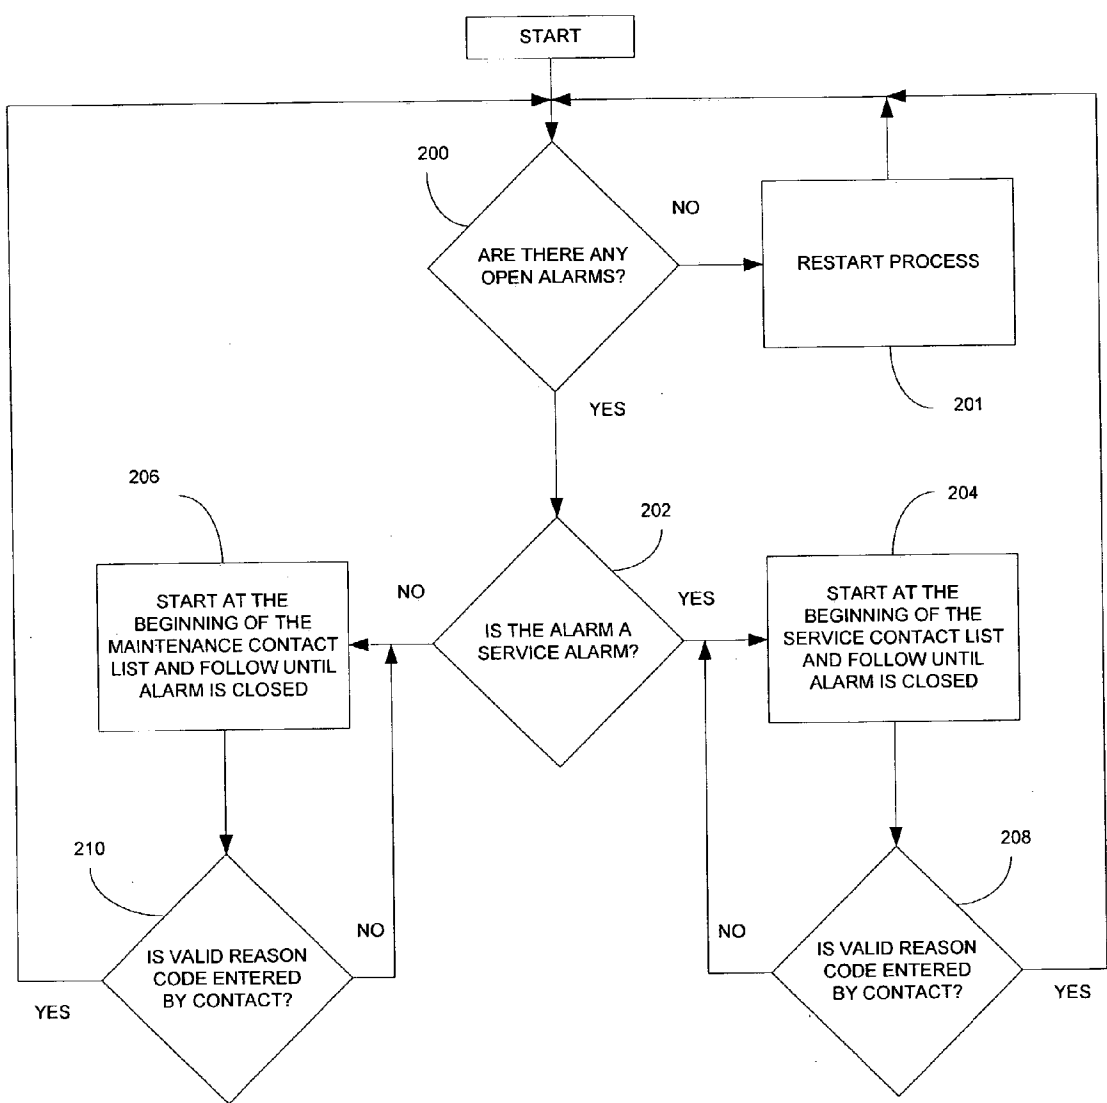 START
200
NO
ARE THERE ANY
OPEN ALARMS?
RESTART PROCESS
YES
201
206
204
202
NO
YES
START AT THE
BEGINNING OF THE
MAINTENANCE CONTACT
LIST AND FOLLOW UNTIL
ALARM IS CLOSED
IS THE ALARM A
SERVICE ALARM?
START AT THE
BEGINNING OF THE
SERVICE CONTACT LIST
AND FOLLOW UNTIL
ALARM IS CLOSED
210
208
NO
NO
IS VALID REASON
CODE ENTERED
BY CONTACT?
IS VALID REASON
CODE ENTERED
BY CONTACT?
YES
YES